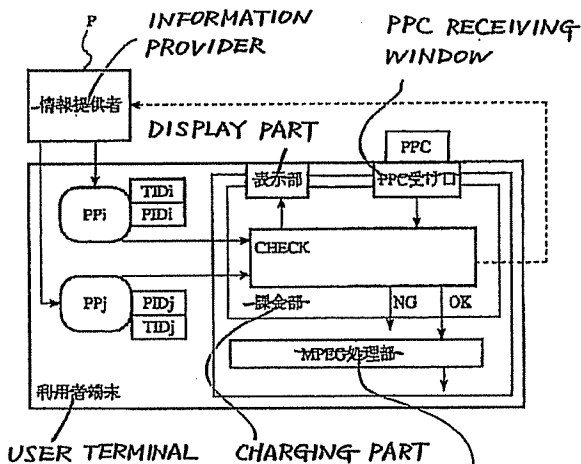 P
INFORMATION
PROVIDER
PPC RECEIVING
WINDOW
情報提供者
DISPLAY PART
PPC
表示部
PPC受け口
PPi
TIDi
PIDi
CHECK
PPj
PIDj
TIDj
課金部
NG
OK
MPEG処理部
利用者端末
USER TERMINAL
CHARGING PART